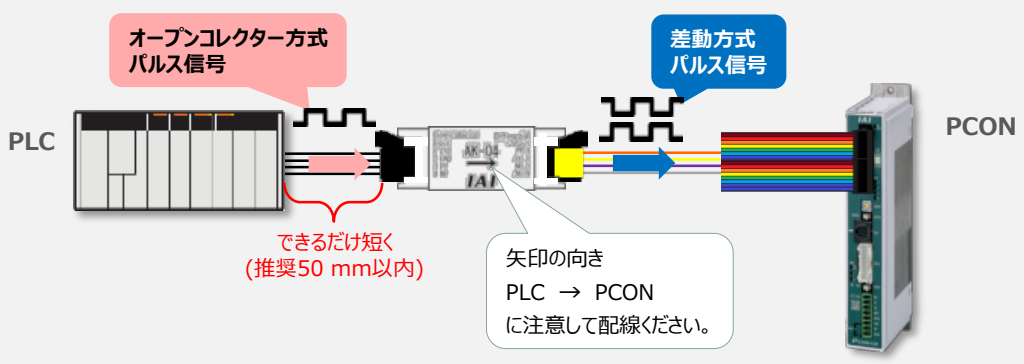 オープンコレクター方式
パルス信号
差動方式
パルス信号
PLC
PCON
AK-04
IAI
IAI
できるだけ短く
(推奨50 mm以内)
矢印の向き
PLC → PCON
に注意して配線ください。